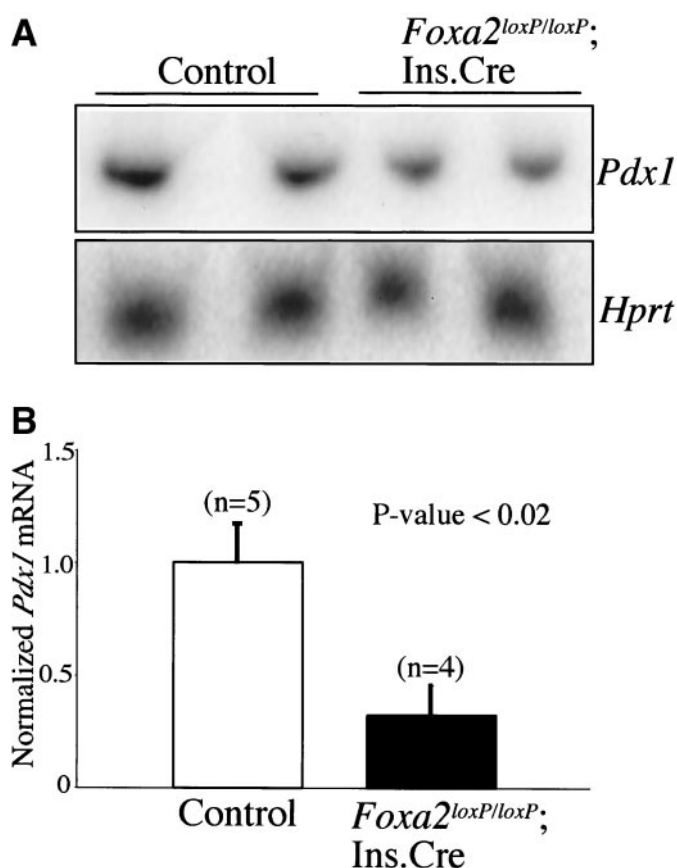 A
Control
Foxa2loxP/loxP;
Ins.Cre
Pdx1
Hprt
B
Normalized Pdx1 mRNA
1.5
1.0
0.5
0
(n=5)
P-value < 0.02
(n=4)
Control
Foxa2loxP/loxP;
Ins.Cre